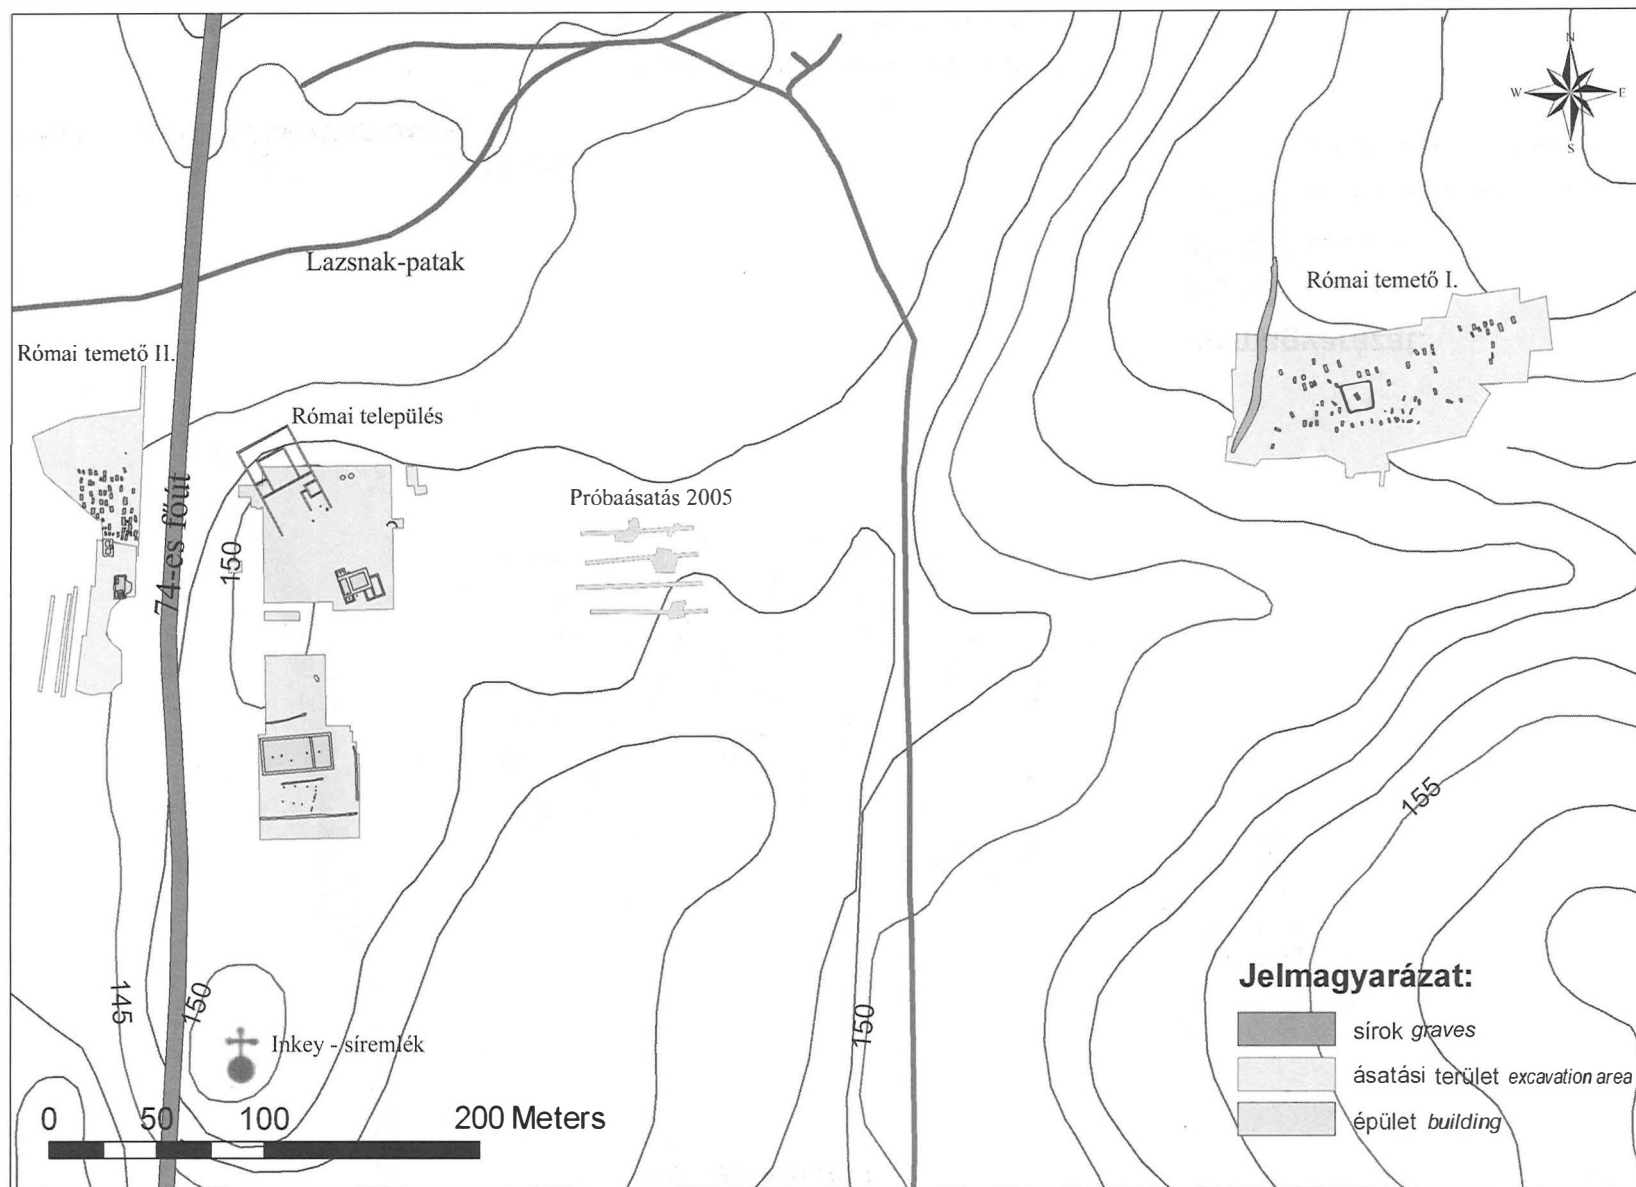 N
W E
S
Lazsnak-patak
Római temető I.
Római temető II.
Római település
Próbaásatás 2005
74-es főút
150
155
145
150
150
Inkey - síremlék
Jelmagyarázat:
sírok graves
ásatási terület excavation area
épület building
0 50 100 200 Meters